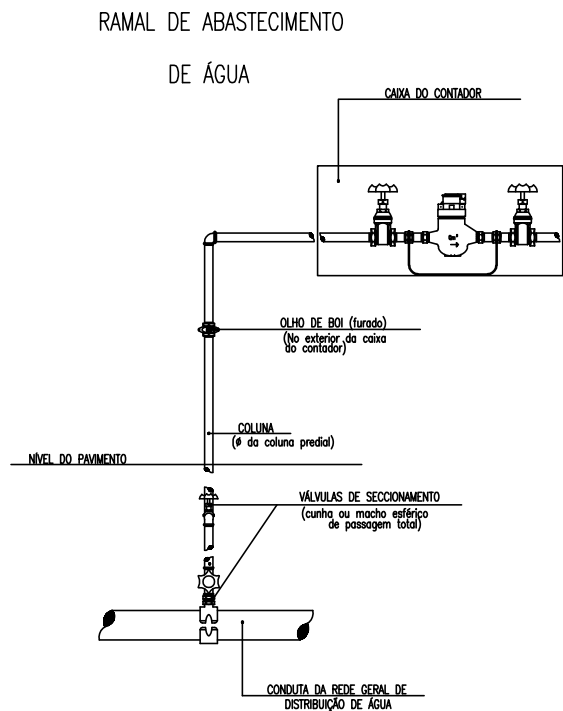 RAMAL DE ABASTECIMENTO
DE ÁGUA
CAIXA DO CONTADOR
OLHO DE BOI (furado)
(No exterior da caixa
do contador)
COLUNA
(ø da coluna predial)
NÍVEL DO PAVIMENTO
VÁLVULAS DE SECCIONAMENTO
(cunha ou macho esférico
de passagem total)
CONDUTA DA REDE GERAL DE
DISTRIBUIÇÃO DE ÁGUA